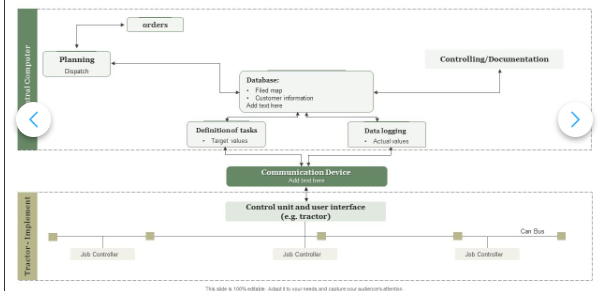 orders
Planning
Dispatch
Controlling/Documentation
Database:
• Filed map
• Customer information
Add text here
Definition of tasks
• Target values
Data logging
• Actual values
Communication Device
Add text here
Control unit and user interface
(e.g. tractor)
Can Bus
Job Controller
Job Controller
Job Controller
Computer
Tractor - Implement
This slide is 100% editable. Adapt it to your needs and capture your audience's attention.